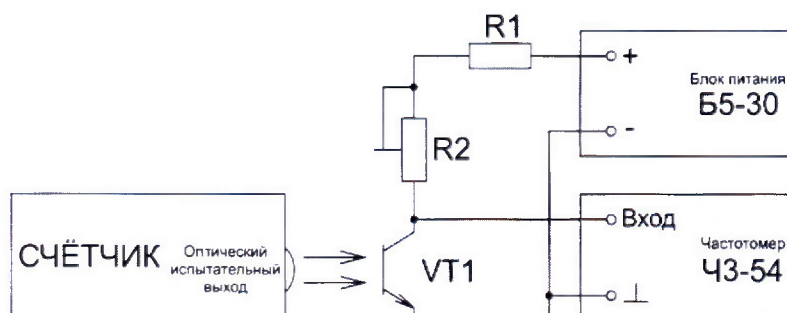 R1
+
Блок питания
Б5-30
-
R2
СЧЁТЧИК
Оптический
испытательный
выход
VT1
Вход
Частотомер
Ч3-54
⊥